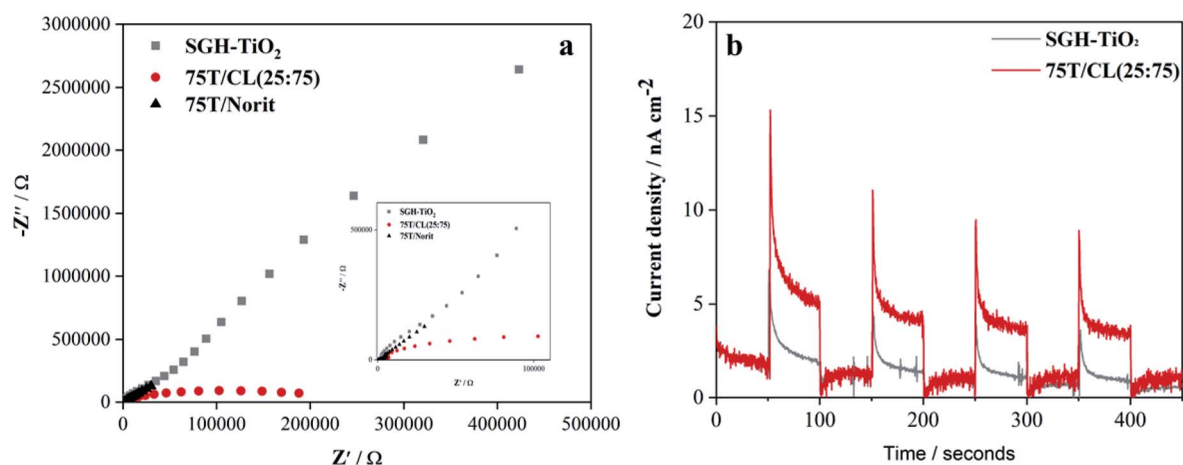 a
SGH-TiO₂
75T/CL(25:75)
75T/Norit
3000000
2500000
2000000
1500000
1000000
500000
0
-Z″ / Ω
0
100000
200000
300000
400000
500000
Z′ / Ω
SGH-TiO₂
75T/CL(25:75)
75T/Norit
500000
0
-Z″ / Ω
0
100000
Z′ / Ω
b
SGH-TiO₂
75T/CL(25:75)
20
15
10
5
0
Current density / nA cm⁻²
0
100
200
300
400
Time / seconds